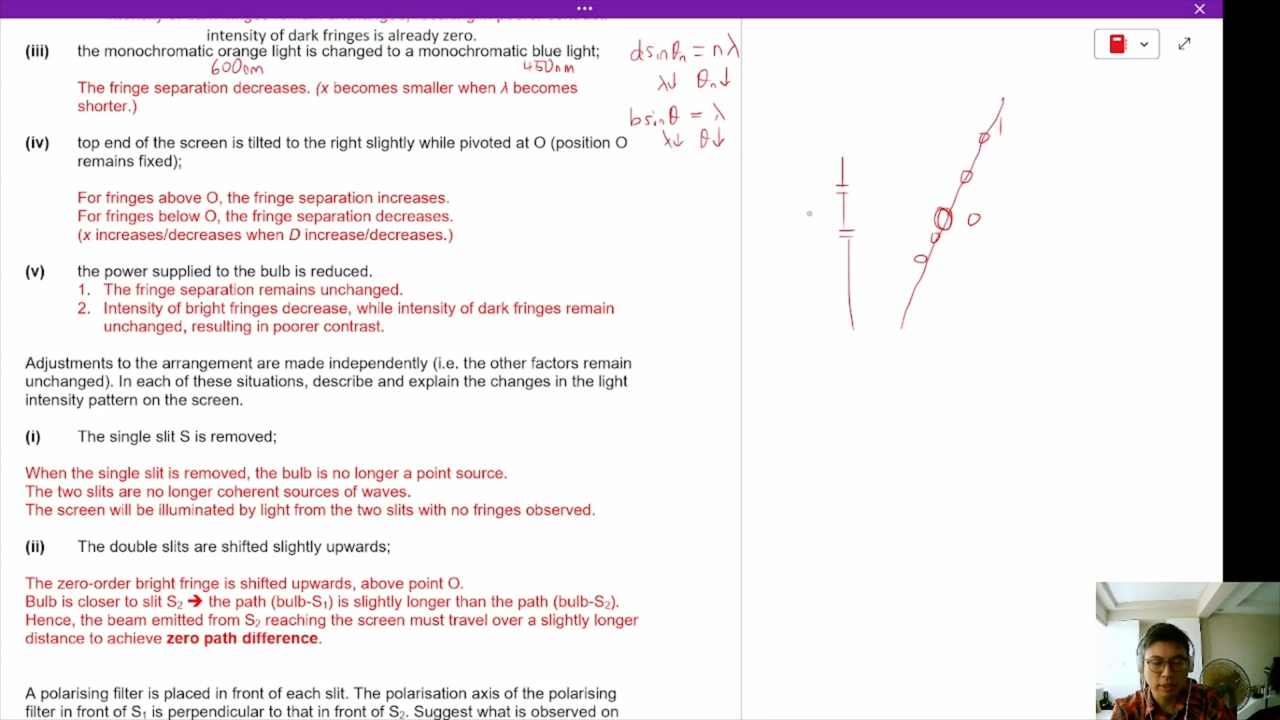 intensity of dark fringes is already zero.
(iii) the monochromatic orange light is changed to a monochromatic blue light;
600nm 450nm
The fringe separation decreases. (x becomes smaller when λ becomes
shorter.)
d sin θn = nλ
λ↓ θn↓
b sin θ = λ
λ↓ θ↓
(iv) top end of the screen is tilted to the right slightly while pivoted at O (position O
remains fixed);
For fringes above O, the fringe separation increases.
For fringes below O, the fringe separation decreases.
(x increases/decreases when D increase/decreases.)
(v) the power supplied to the bulb is reduced.
1. The fringe separation remains unchanged.
2. Intensity of bright fringes decrease, while intensity of dark fringes remain
unchanged, resulting in poorer contrast.
Adjustments to the arrangement are made independently (i.e. the other factors remain
unchanged). In each of these situations, describe and explain the changes in the light
intensity pattern on the screen.
(i) The single slit S is removed;
When the single slit is removed, the bulb is no longer a point source.
The two slits are no longer coherent sources of waves.
The screen will be illuminated by light from the two slits with no fringes observed.
(ii) The double slits are shifted slightly upwards;
The zero-order bright fringe is shifted upwards, above point O.
Bulb is closer to slit S₂ ➔ the path (bulb-S₁) is slightly longer than the path (bulb-S₂).
Hence, the beam emitted from S₂ reaching the screen must travel over a slightly longer
distance to achieve zero path difference.
A polarising filter is placed in front of each slit. The polarisation axis of the polarising
filter in front of S₁ is perpendicular to that in front of S₂. Suggest what is observed on
O